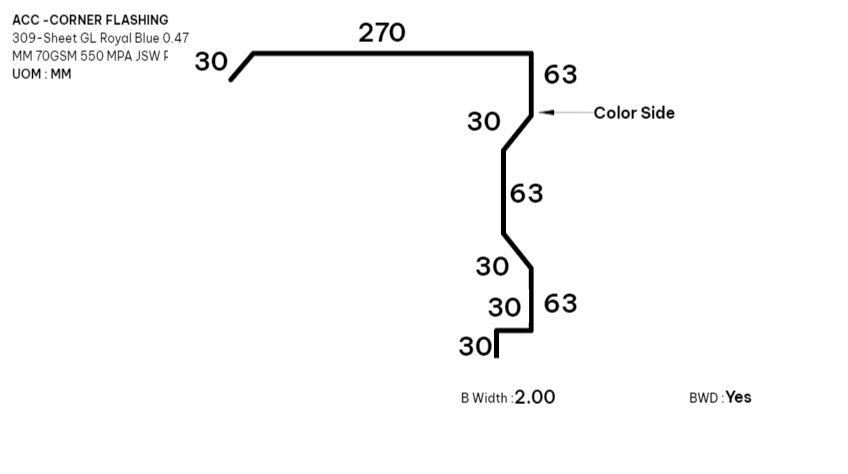 ACC -CORNER FLASHING
309-Sheet GL Royal Blue 0.47
MM 70GSM 550 MPA JSW
UOM : MM
270
30
63
Color Side
30
63
30
30
63
30
B Width :2.00
BWD : Yes